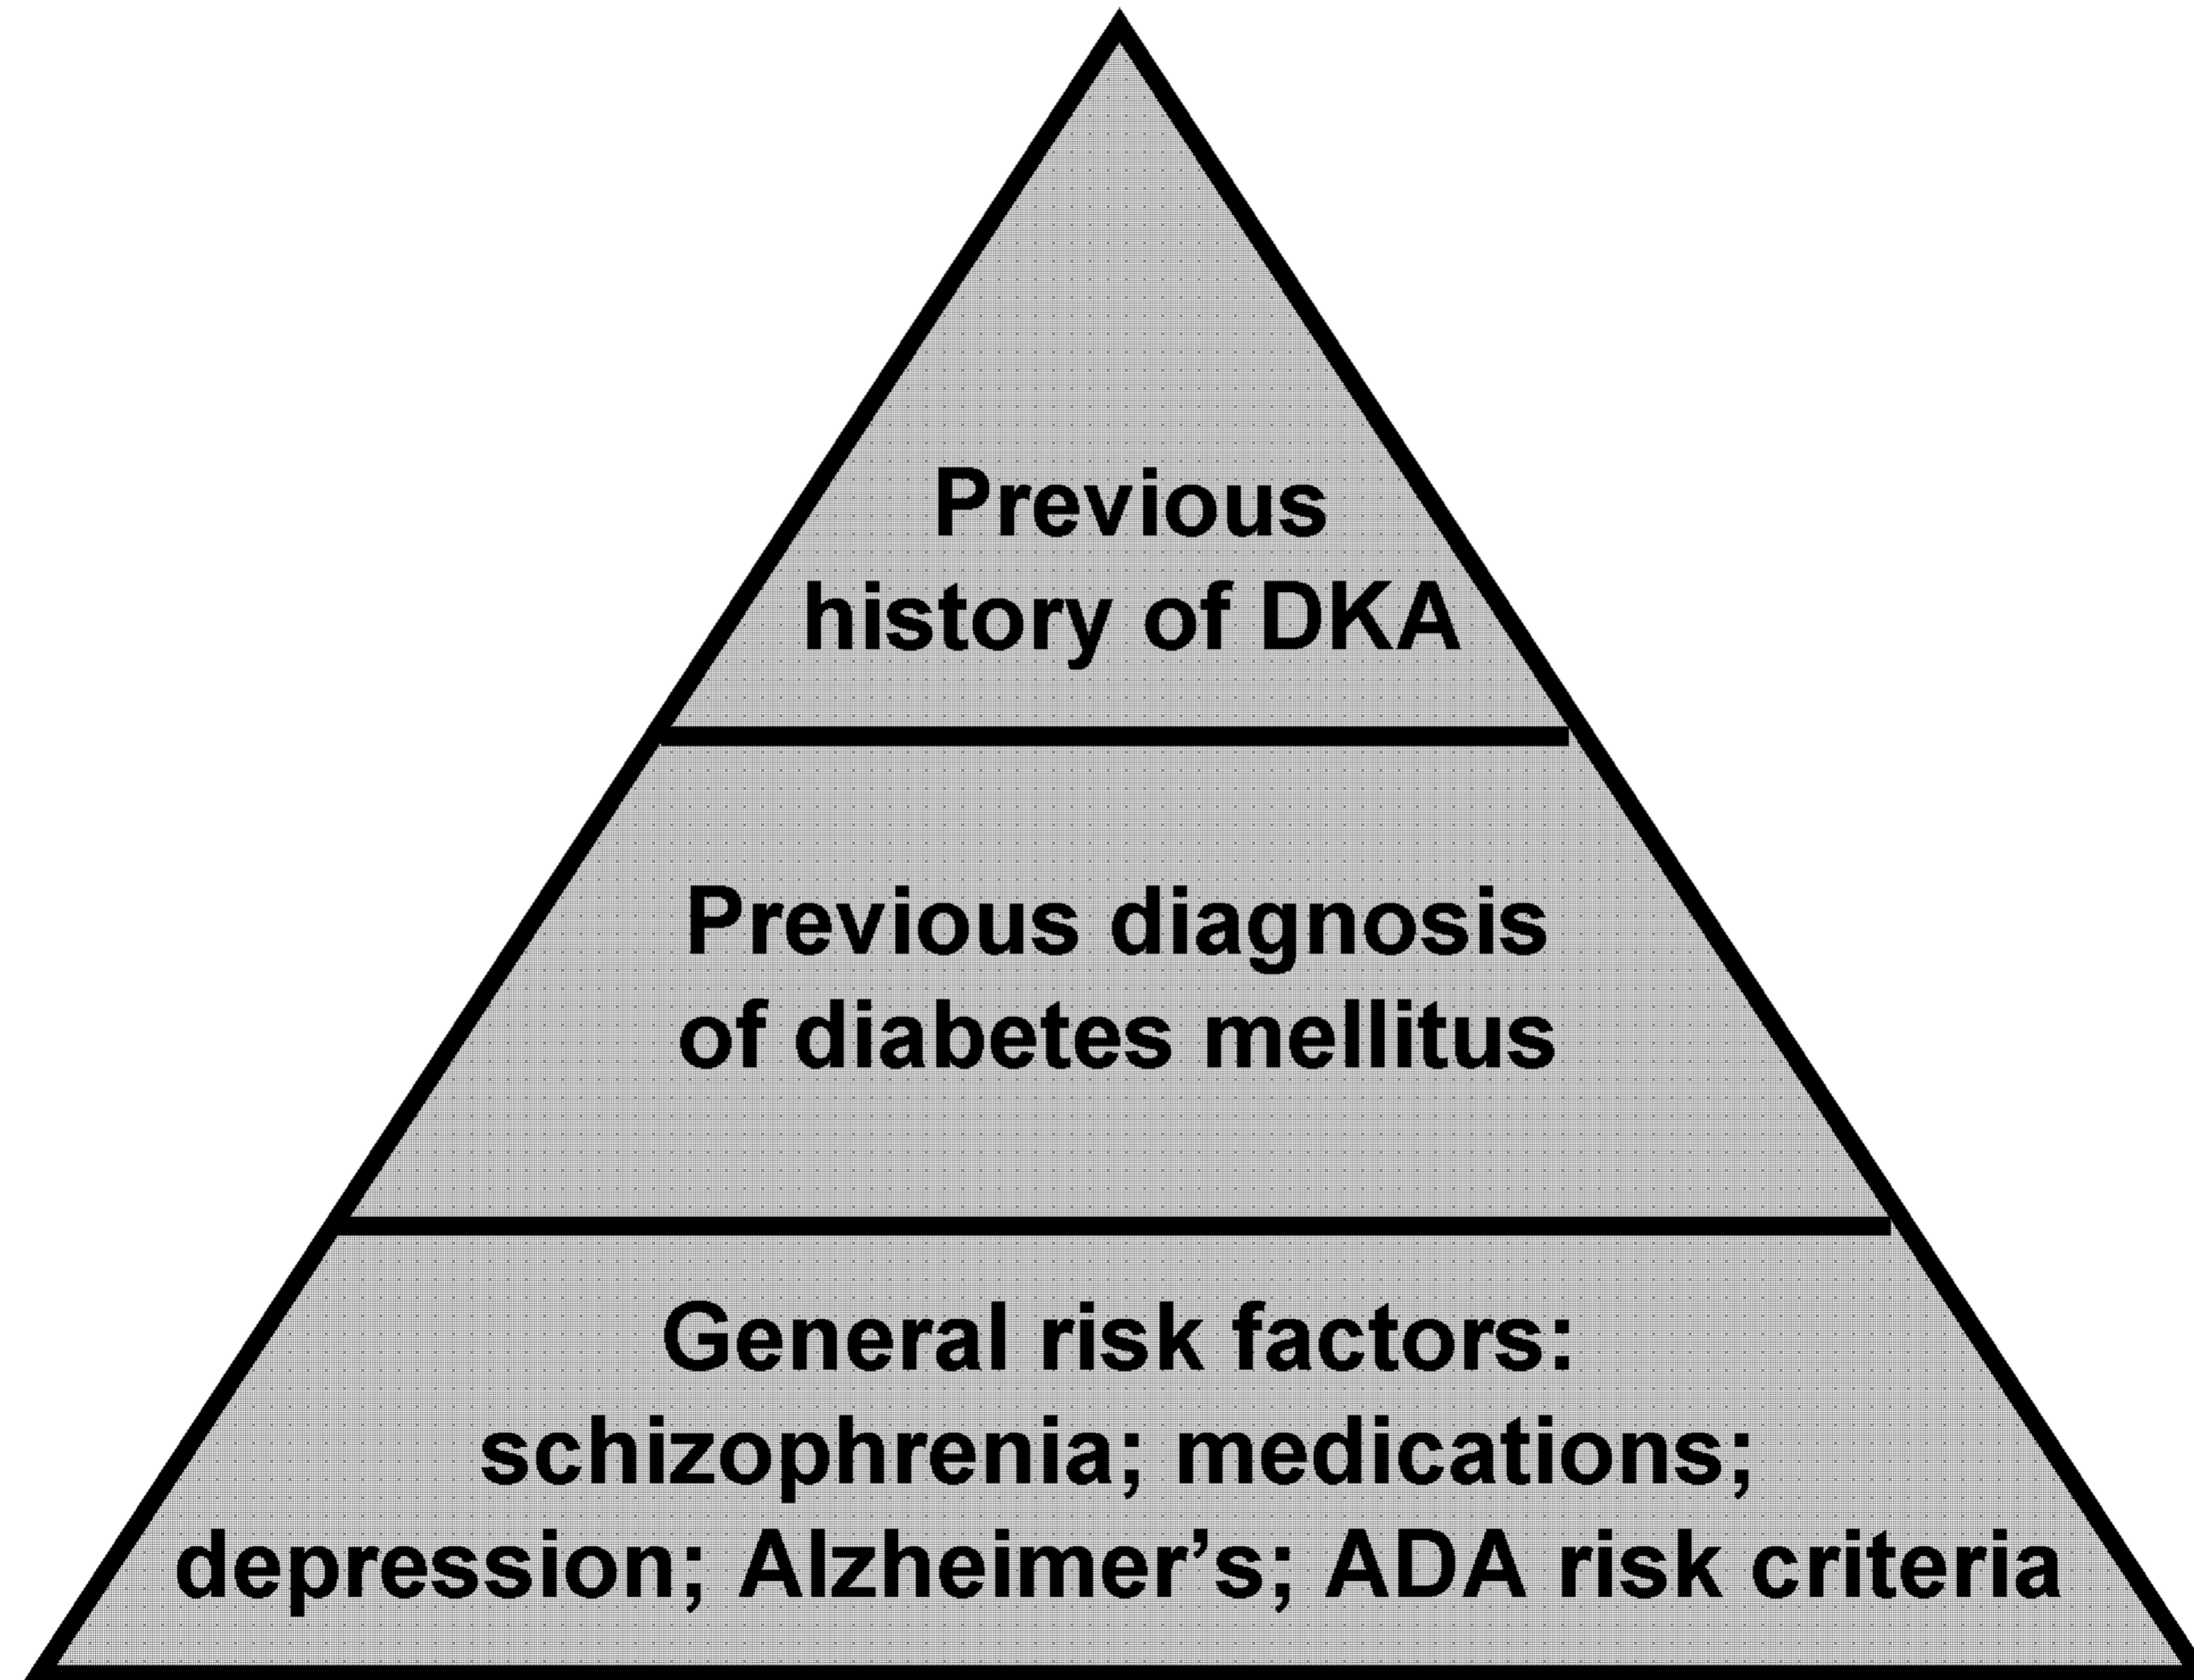 Previous
history of DKA
Previous diagnosis
of diabetes mellitus
General risk factors:
schizophrenia; medications;
depression; Alzheimer’s; ADA risk criteria